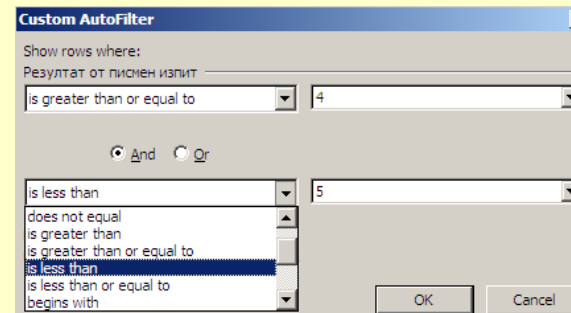 Custom AutoFilter
Show rows where:
Резултат от писмен изпит
is greater than or equal to 4
And Or
is less than 5
does not equal
is greater than
is greater than or equal to
is less than
is less than or equal to
begins with
OK Cancel